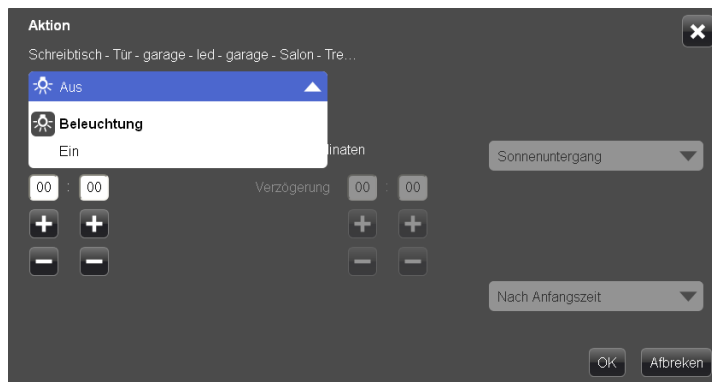 Aktion
Schreibtisch - Tür - garage - led - garage - Salon - Tre...
Aus
Beleuchtung
Ein
linaten
Sonnenuntergang
00 : 00
Verzögerung 00 : 00
Nach Anfangszeit
OK
Afbreken